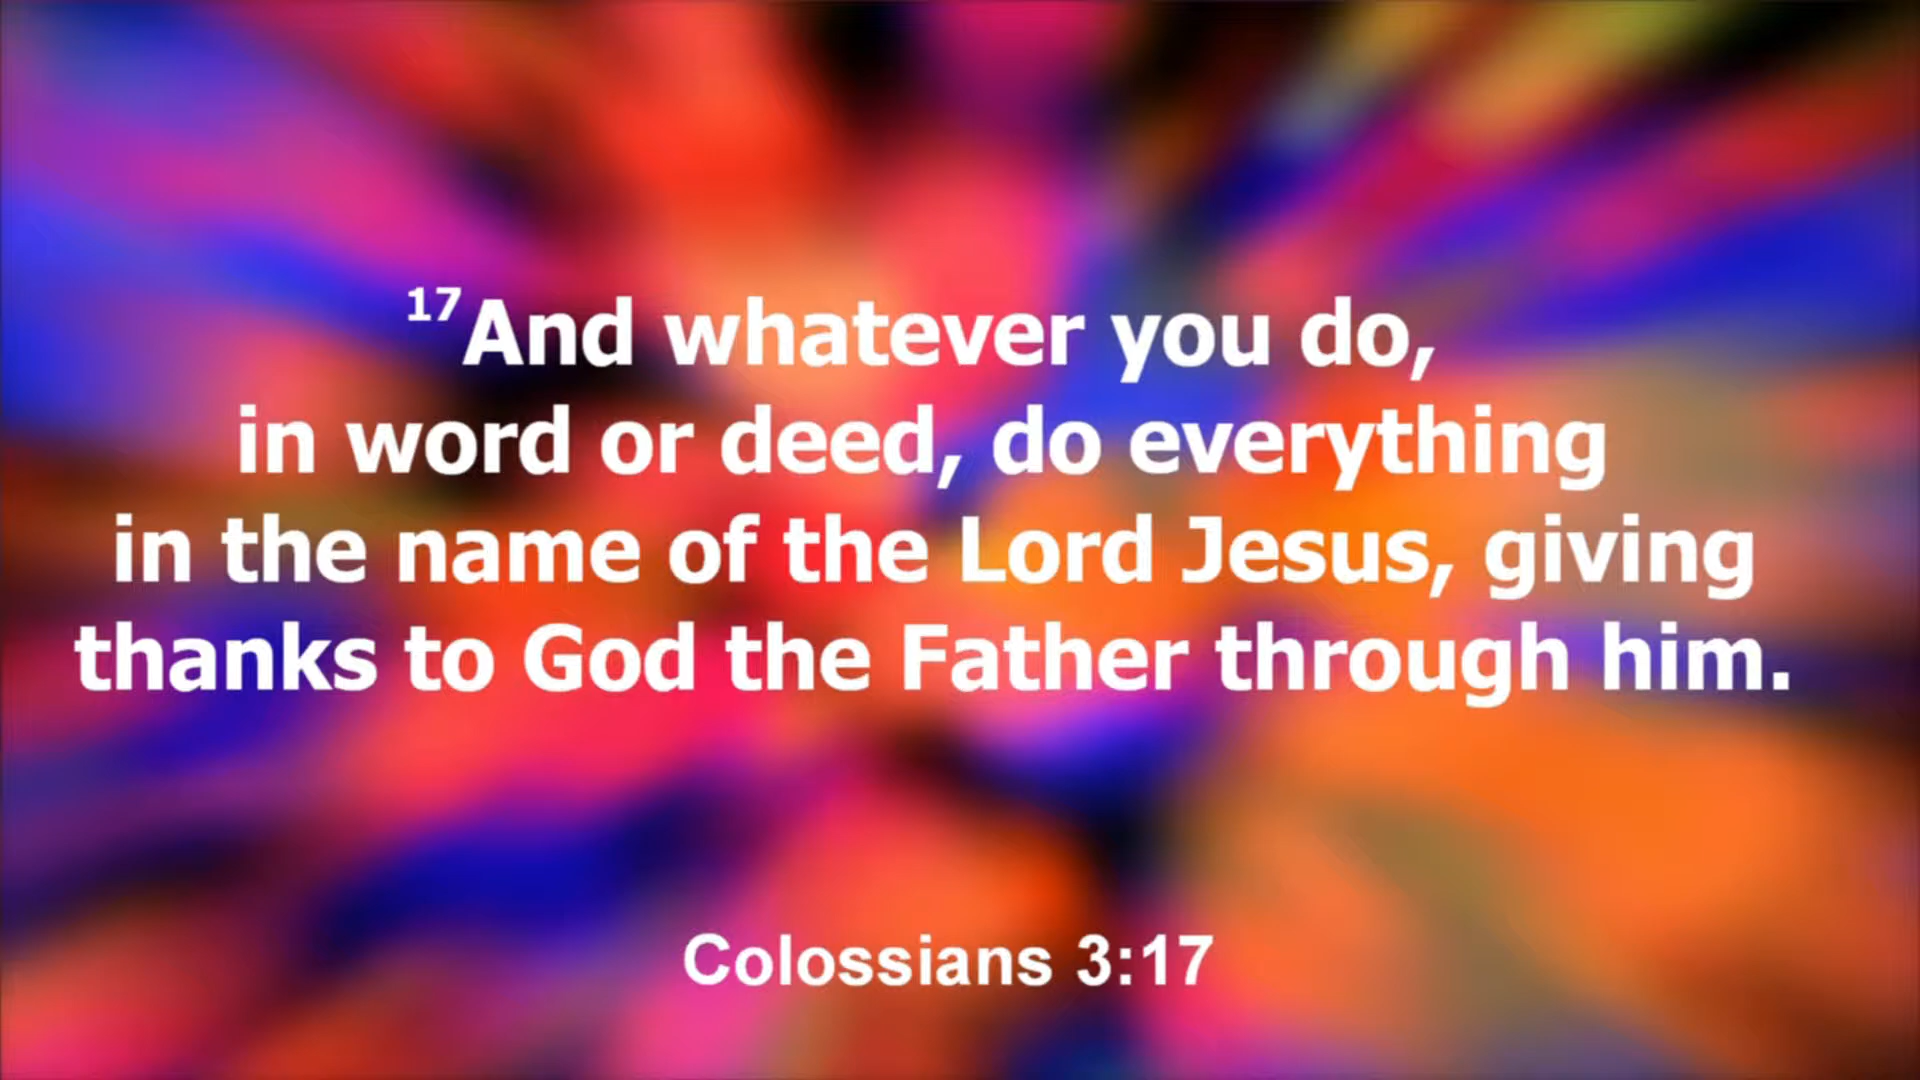 17And whatever you do,
in word or deed, do everything
in the name of the Lord Jesus, giving
thanks to God the Father through him.
Colossians 3:17